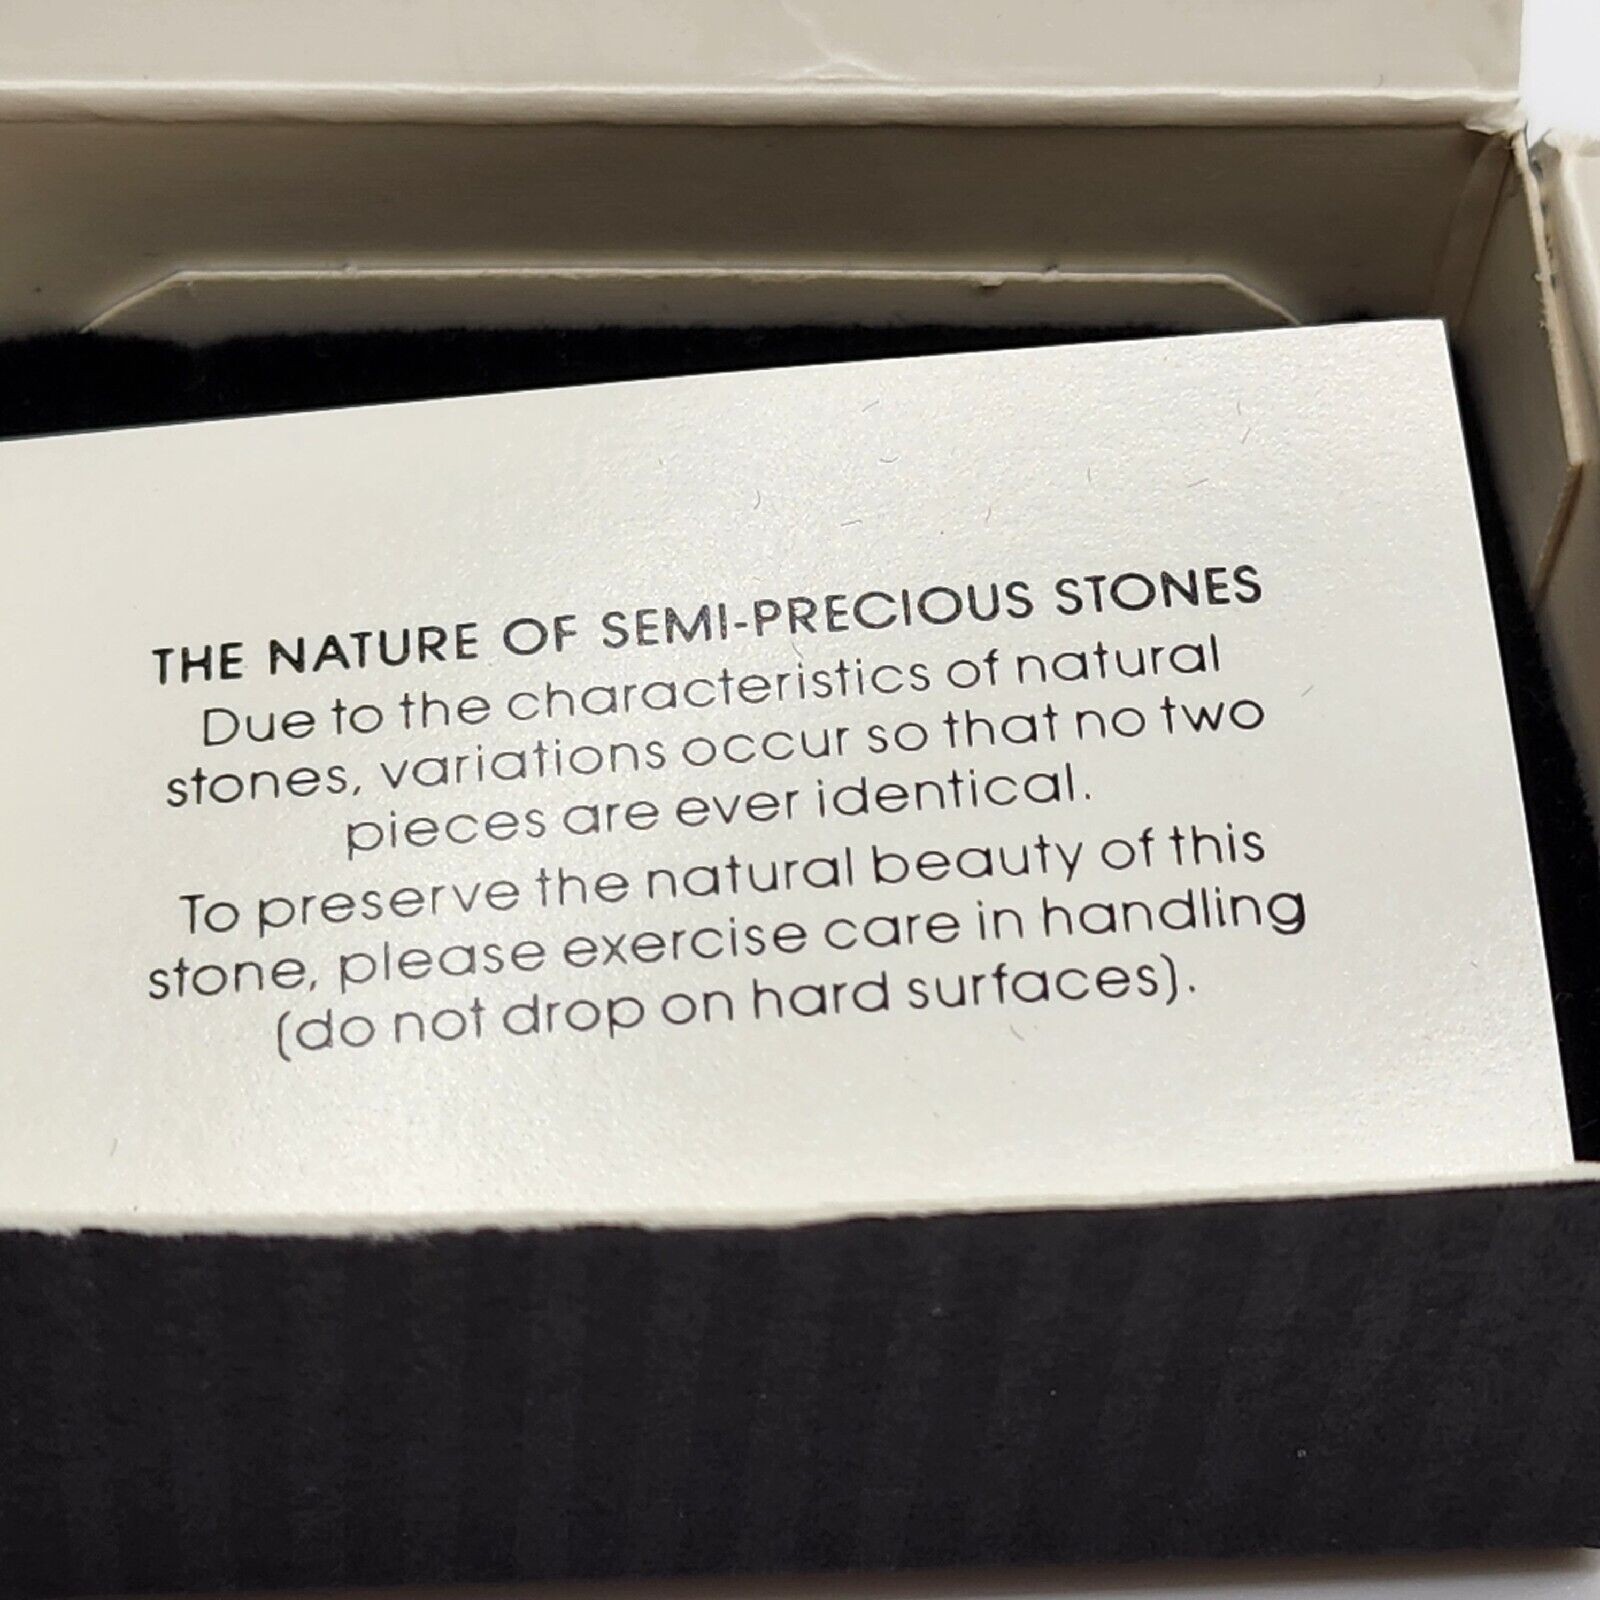 THE NATURE OF SEMI-PRECIOUS STONES
Due to the characteristics of natural
stones, variations occur so that no two
pieces are ever identical.
To preserve the natural beauty of this
stone, please exercise care in handling
(do not drop on hard surfaces).